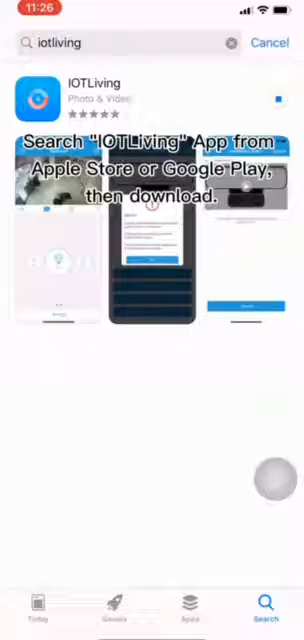 11:26
iotliving
Cancel
IOTLiving
Photo & Video
Search "IOTLiving" App from
Apple Store or Google Play,
then download.
Today
Games
Apps
Search